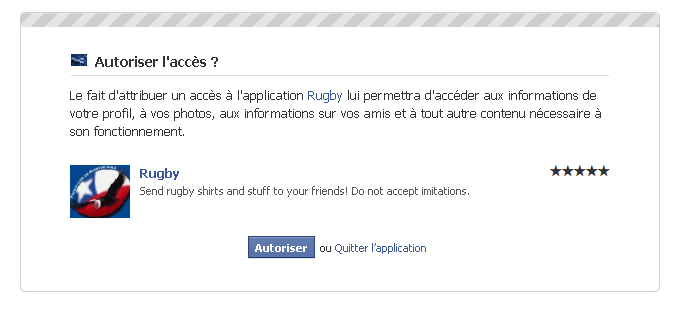 Autoriser l'accès ?
Le fait d'attribuer un accès à l'application Rugby lui permettra d'accéder aux informations de
votre profil, à vos photos, aux informations sur vos amis et à tout autre contenu nécessaire à
son fonctionnement.
Rugby
Send rugby shirts and stuff to your friends! Do not accept imitations.
Autoriser ou Quitter l'application